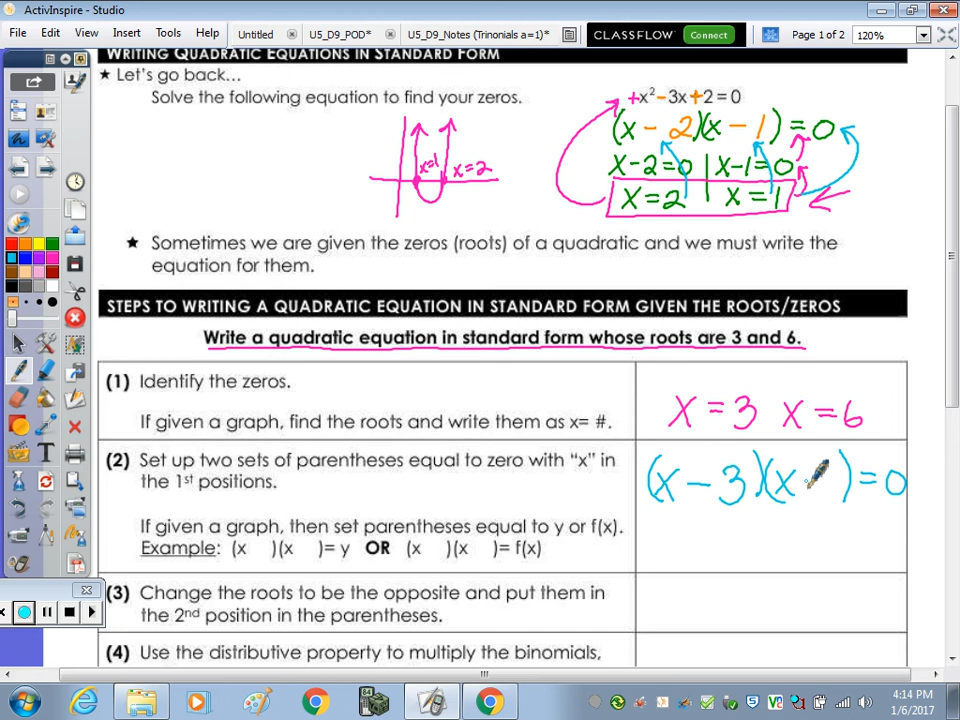 ActivInspire - Studio
File Edit View Insert Tools Help Untitled U5_D9_POD* U5_D9_Notes (Trinonials a=1)* CLASSFLOW Connect Page 1 of 2 120%
WRITING QUADRATIC EQUATIONS IN STANDARD FORM
★ Let's go back...
Solve the following equation to find your zeros.
+x² - 3x + 2 = 0
(x - 2)(x - 1) = 0
x-2=0 | x-1=0
x=2 | x=1
x=1 x=2
★ Sometimes we are given the zeros (roots) of a quadratic and we must write the
equation for them.
STEPS TO WRITING A QUADRATIC EQUATION IN STANDARD FORM GIVEN THE ROOTS/ZEROS
Write a quadratic equation in standard form whose roots are 3 and 6.
(1) Identify the zeros.
If given a graph, find the roots and write them as x= #.
x = 3 x = 6
(2) Set up two sets of parentheses equal to zero with "x" in
the 1st positions.
(x - 3)(x ) = 0
If given a graph, then set parentheses equal to y or f(x).
Example: (x )(x )= y OR (x )(x )= f(x)
(3) Change the roots to be the opposite and put them in
the 2nd position in the parentheses.
(4) Use the distributive property to multiply the binomials,
4:14 PM
1/6/2017